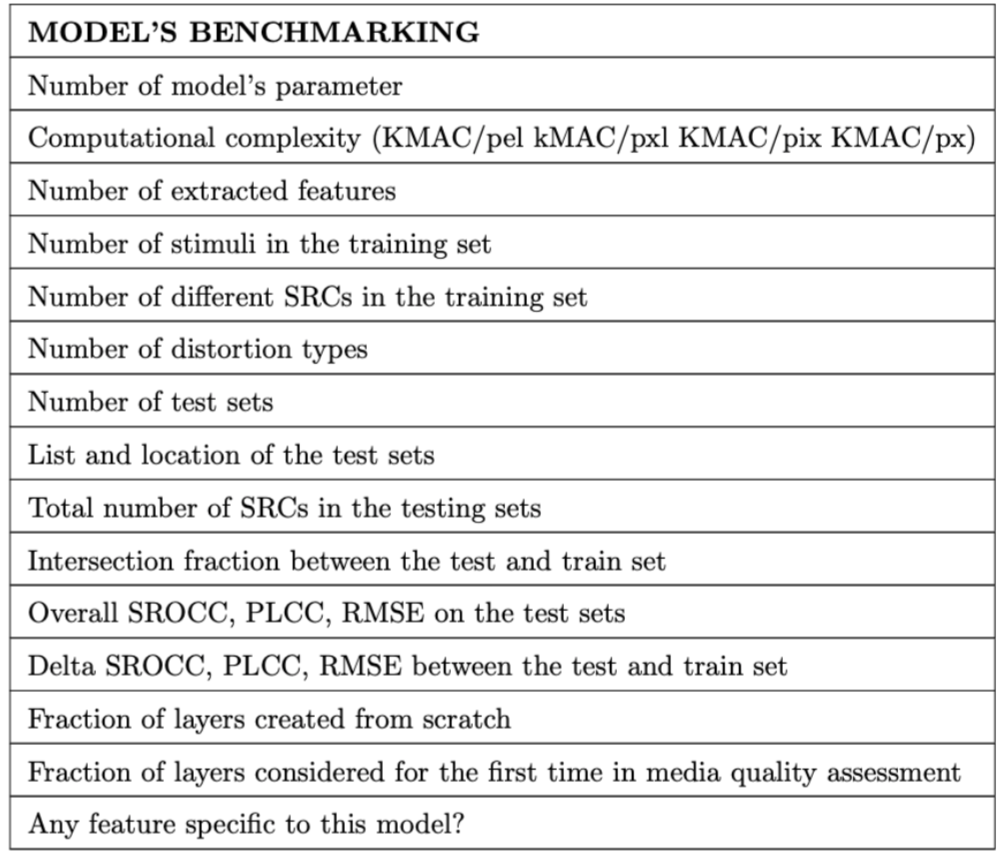 MODEL'S BENCHMARKING
Number of model's parameter
Computational complexity (KMAC/pel kMAC/pxl KMAC/pix KMAC/px)
Number of extracted features
Number of stimuli in the training set
Number of different SRCs in the training set
Number of distortion types
Number of test sets
List and location of the test sets
Total number of SRCs in the testing sets
Intersection fraction between the test and train set
Overall SROCC, PLCC, RMSE on the test sets
Delta SROCC, PLCC, RMSE between the test and train set
Fraction of layers created from scratch
Fraction of layers considered for the first time in media quality assessment
Any feature specific to this model?